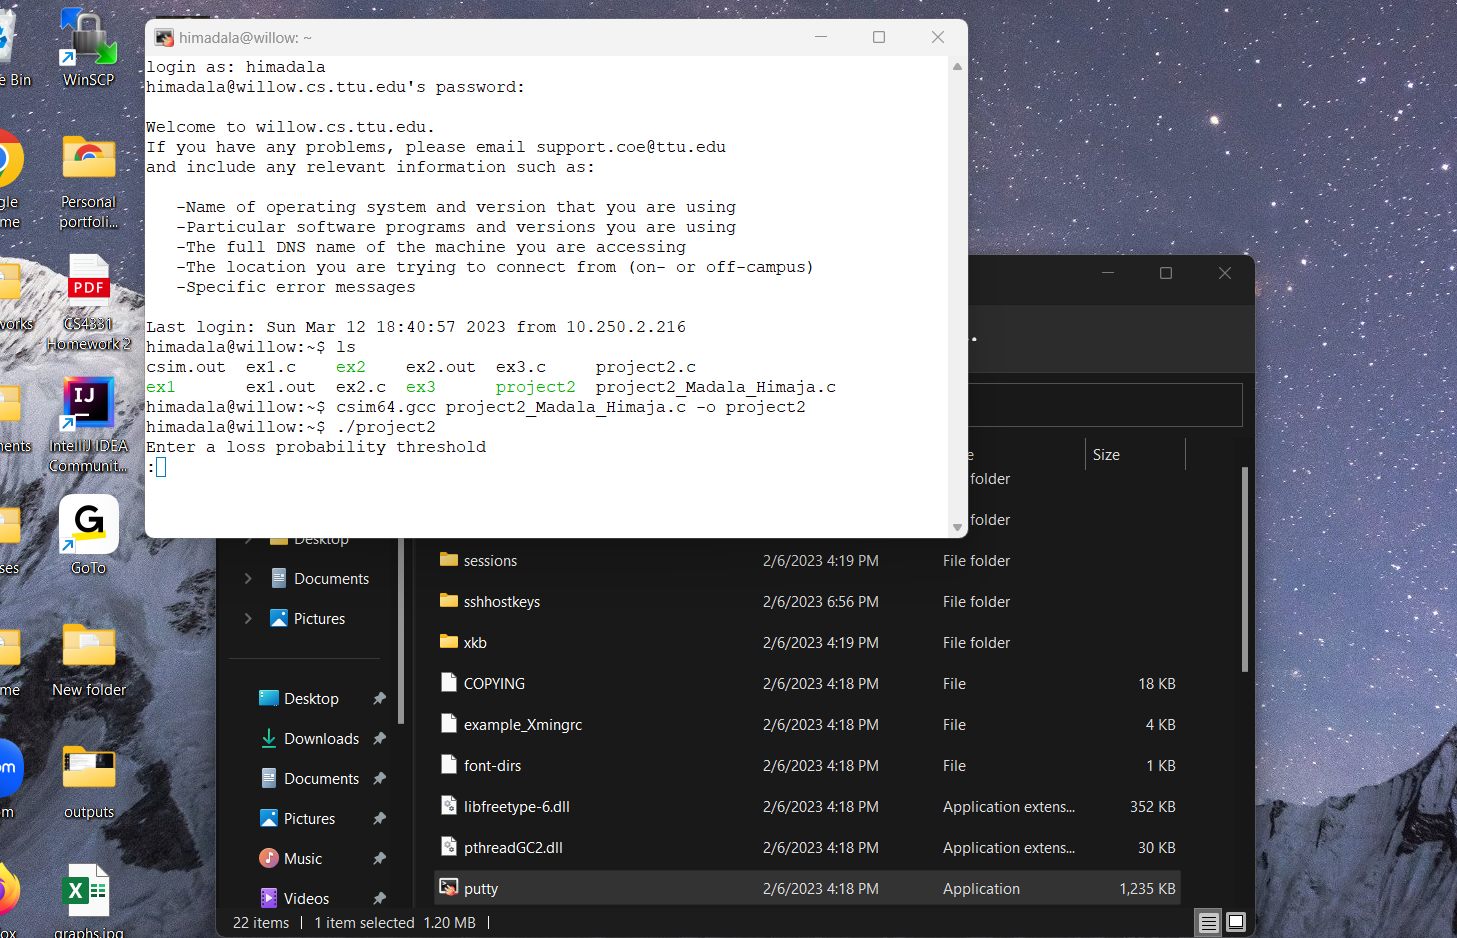 himadala@willow: ~
login as: himadala
himadala@willow.cs.ttu.edu's password:
Welcome to willow.cs.ttu.edu.
If you have any problems, please email support.coe@ttu.edu
and include any relevant information such as:
-Name of operating system and version that you are using
-Particular software programs and versions you are using
-The full DNS name of the machine you are accessing
-The location you are trying to connect from (on- or off-campus)
-Specific error messages
Last login: Sun Mar 12 18:40:57 2023 from 10.250.2.216
himadala@willow:~$ ls
csim.out ex1.c ex2 ex2.out ex3.c project2.c
ex1 ex1.out ex2.c ex3 project2 project2_Madala_Himaja.c
himadala@willow:~$ csim64.gcc project2_Madala_Himaja.c -o project2
himadala@willow:~$ ./project2
Enter a loss probability threshold
:
e Bin
WinSCP
gle
me
Personal
portfoli...
orks
PDF
CS4331
Homework 2
ents
IJ
IntelliJ IDEA
Communit...
ses
G
GoTo
me
New folder
om
m
outputs
ox
X
graphs.jpg
e
Size
folder
folder
Desktop
Documents
Pictures
Desktop
Downloads
Documents
Pictures
Music
Videos
sessions 2/6/2023 4:19 PM File folder
sshhostkeys 2/6/2023 6:56 PM File folder
xkb 2/6/2023 4:19 PM File folder
COPYING 2/6/2023 4:18 PM File 18 KB
example_Xmingrc 2/6/2023 4:18 PM File 4 KB
font-dirs 2/6/2023 4:18 PM File 1 KB
libfreetype-6.dll 2/6/2023 4:18 PM Application extens... 352 KB
pthreadGC2.dll 2/6/2023 4:18 PM Application extens... 30 KB
putty 2/6/2023 4:18 PM Application 1,235 KB
22 items | 1 item selected 1.20 MB |